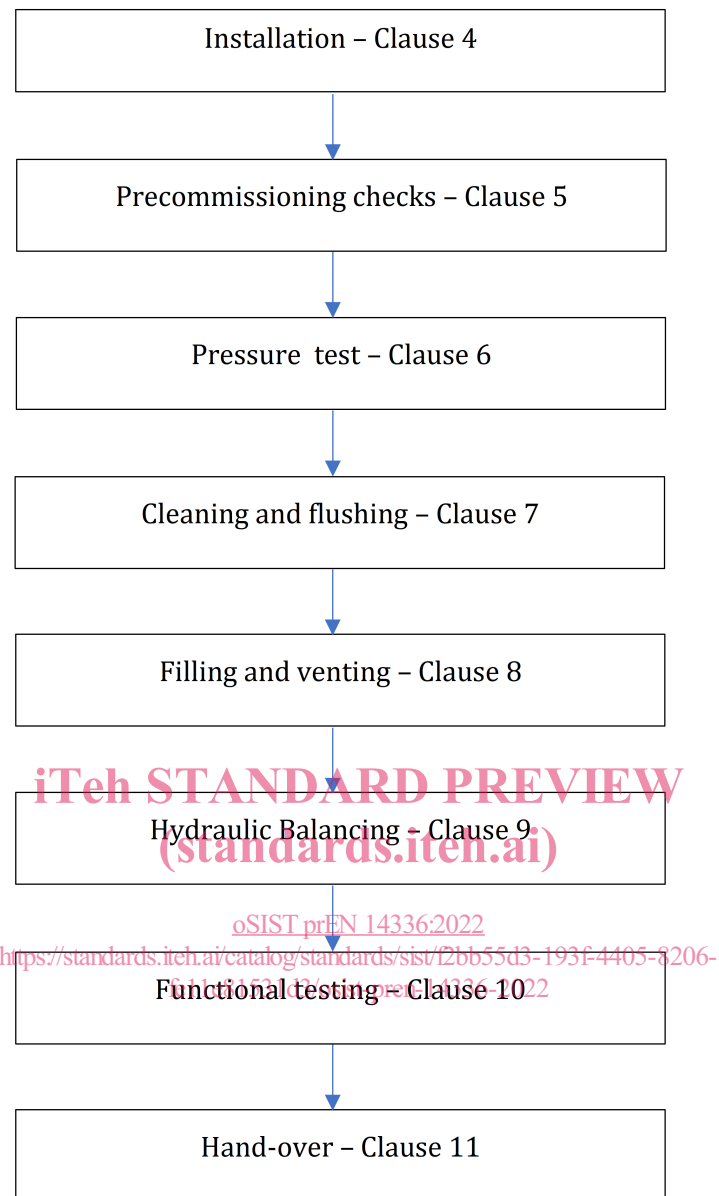 Installation – Clause 4
Precommissioning checks – Clause 5
Pressure  test – Clause 6
Cleaning and flushing – Clause 7
Filling and venting – Clause 8
iTeh STANDARD PREVIEW
Hydraulic Balancing – Clause 9
(standards.iteh.ai)
oSIST prEN 14336:2022
https://standards.iteh.ai/catalog/standards/sist/f2bb55d3-193f-4405-8206-
Functional testing – Clause 10
Hand-over – Clause 11